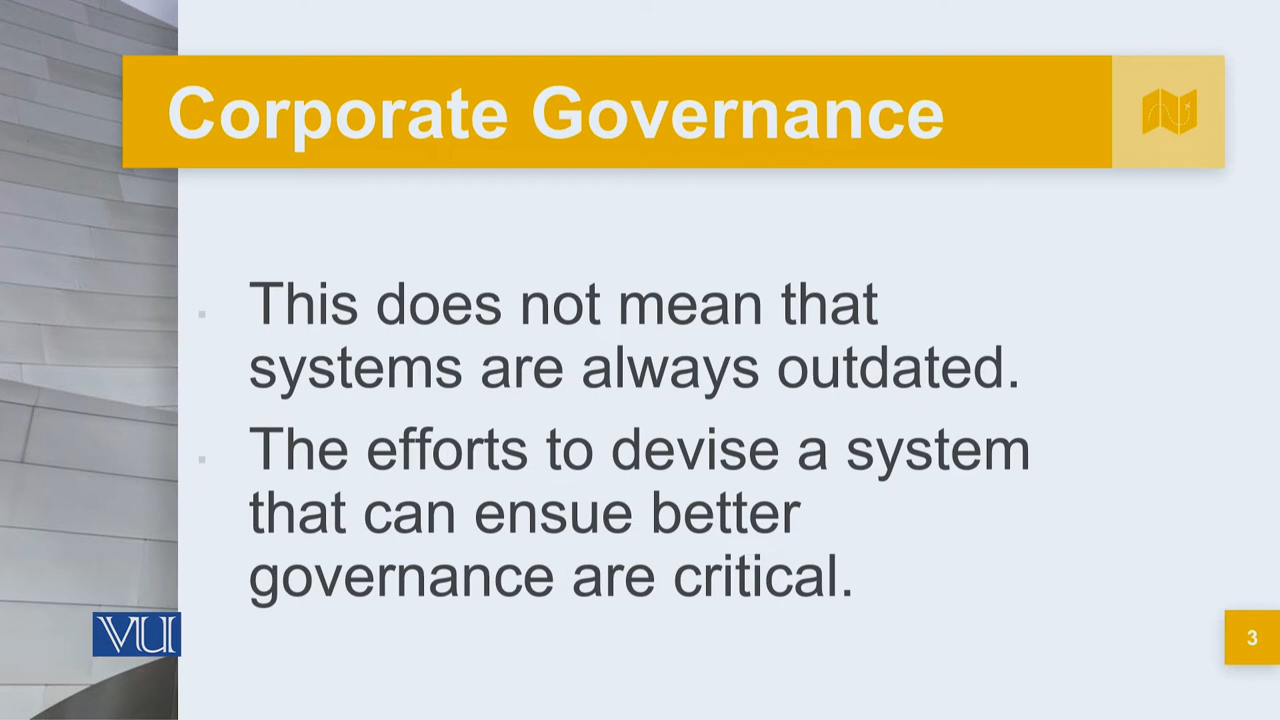 Corporate Governance
This does not mean that
systems are always outdated.
The efforts to devise a system
that can ensue better
governance are critical.
VU
3